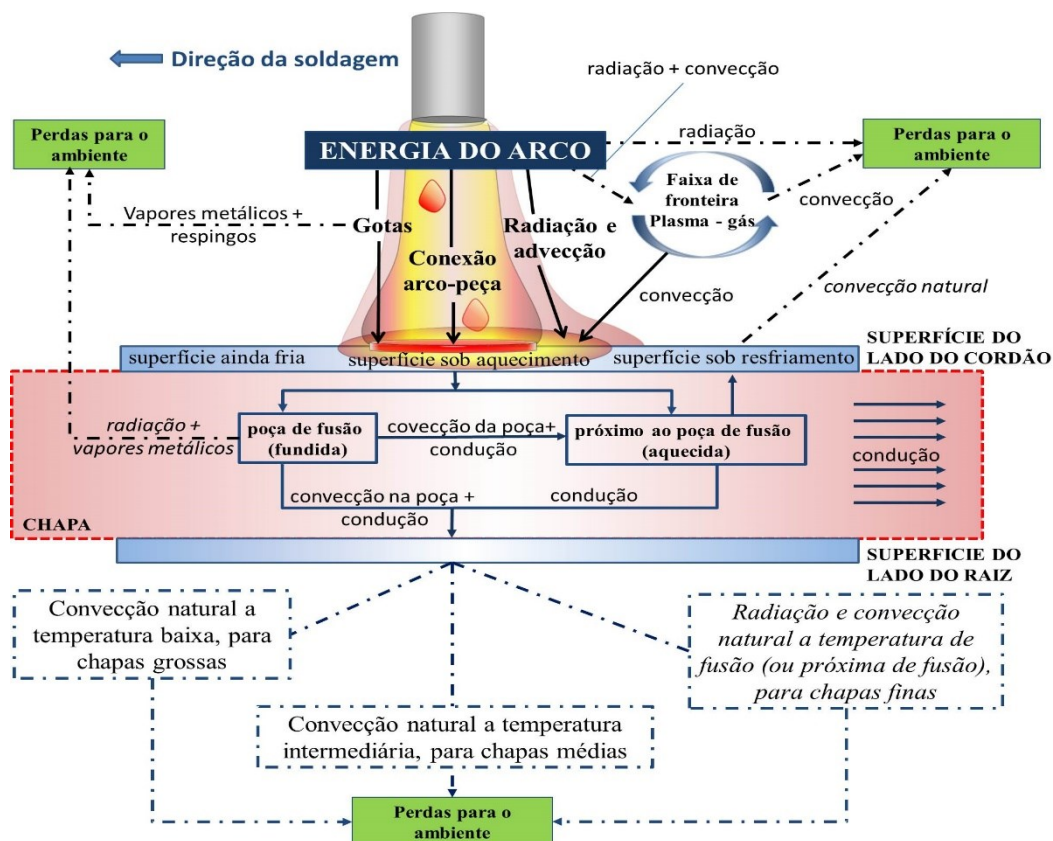 Direção da soldagem
radiação + convecção
Perdas para o
ambiente
ENERGIA DO ARCO
radiação
Perdas para o
ambiente
Faixa de
fronteira
Plasma - gás
convecção
Vapores metálicos +
respingos
Gotas
Radiação e
advecção
Conexão
arco-peça
convecção
convecção natural
SUPERFÍCIE DO
LADO DO CORDÃO
superfície ainda fria
superfície sob aquecimento
superfície sob resfriamento
radiação +
vapores metálicos
poça de fusão
(fundida)
covecção da poça+
condução
próximo ao poça de fusão
(aquecida)
condução
convecção na poça +
condução
condução
CHAPA
SUPERFICIE DO
LADO DO RAIZ
Convecção natural a
temperatura baixa, para
chapas grossas
Radiação e convecção
natural a temperatura de
fusão (ou próxima de fusão),
para chapas finas
Convecção natural a temperatura
intermediária, para chapas médias
Perdas para o
ambiente